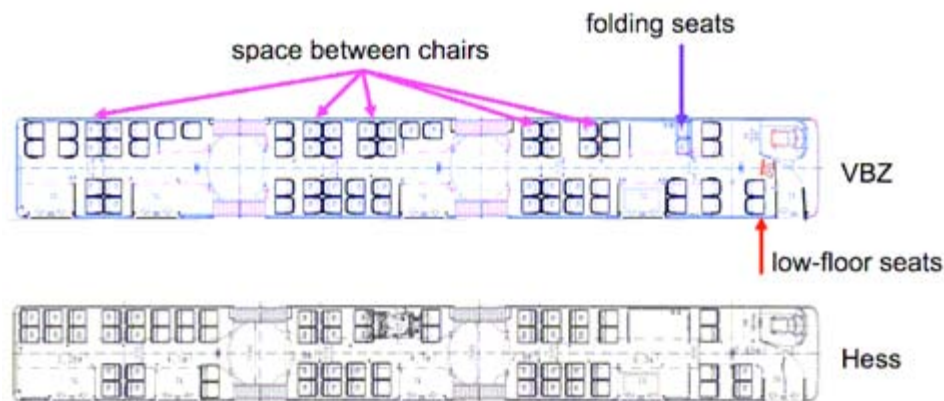 folding seats
space between chairs
VBZ
low-floor seats
Hess